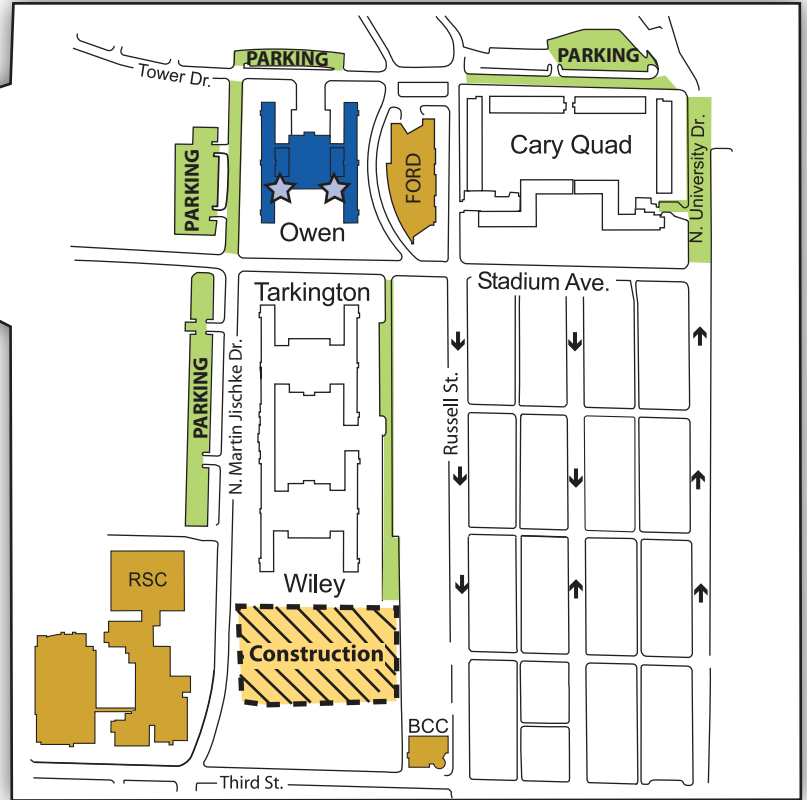 PARKING
PARKING
Tower Dr.
PARKING
FORD
Cary Quad
N. University Dr.
Owen
Tarkington
Stadium Ave.
PARKING
N. Martin Jischke Dr.
Russell St.
RSC
Wiley
Construction
BCC
Third St.